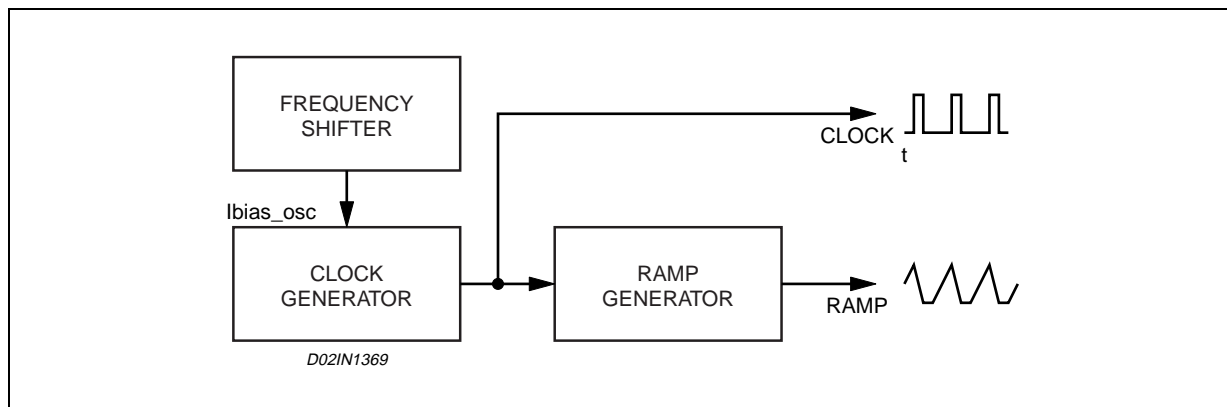 FREQUENCY
SHIFTER
CLOCK
t
Ibias_osc
CLOCK
GENERATOR
RAMP
GENERATOR
RAMP
D02IN1369